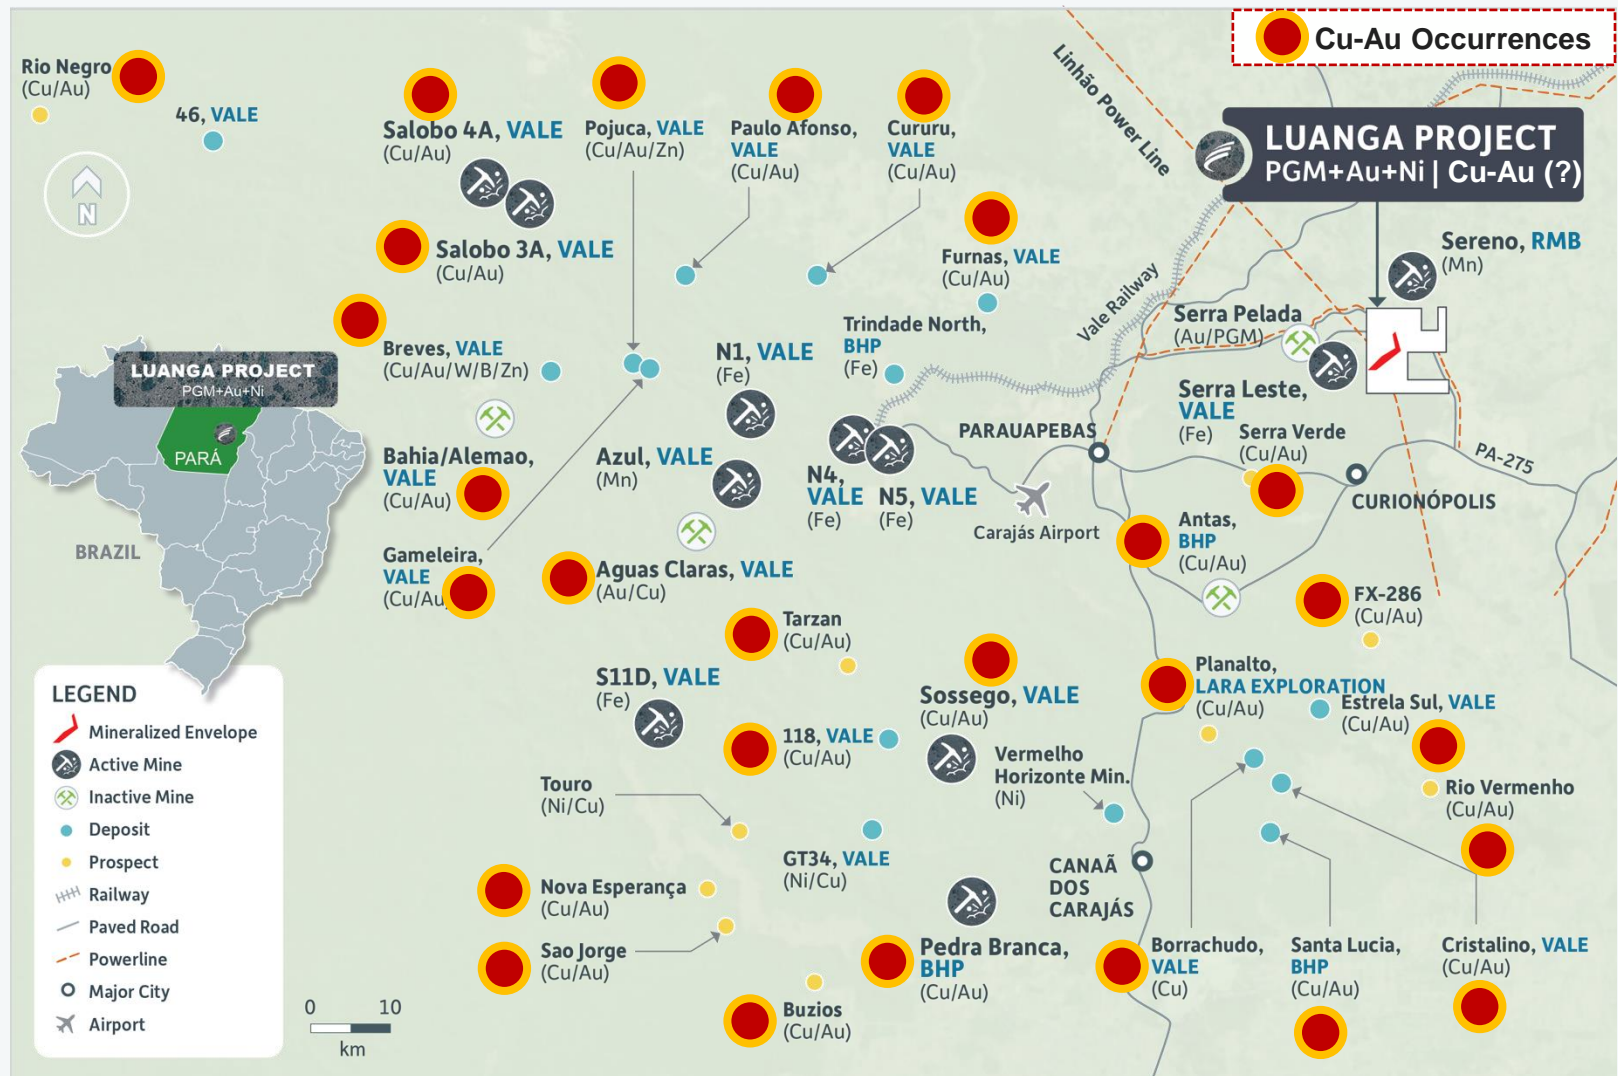 Cu-Au Occurrences
Rio Negro
(Cu/Au)
46, VALE
Salobo 4A, VALE
(Cu/Au)
Pojuca, VALE
(Cu/Au/Zn)
Paulo Afonso,
VALE
(Cu/Au)
Cururu,
VALE
(Cu/Au)
Linhão Power Line
LUANGA PROJECT
PGM+Au+Ni | Cu-Au (?)
N
Salobo 3A, VALE
(Cu/Au)
Furnas, VALE
(Cu/Au)
Vale Railway
Sereno, RMB
(Mn)
Serra Pelada
(Au/PGM)
Breves, VALE
(Cu/Au/W/B/Zn)
N1, VALE
(Fe)
Trindade North,
BHP
(Fe)
Serra Leste,
VALE
(Fe)
LUANGA PROJECT
PGM+Au+Ni
PARÁ
BRAZIL
Bahia/Alemao,
VALE
(Cu/Au)
Azul, VALE
(Mn)
N4,
VALE
(Fe)
N5, VALE
(Fe)
PARAUAPEBAS
Carajás Airport
Serra Verde
(Cu/Au)
CURIONÓPOLIS
PA-275
Antas,
BHP
(Cu/Au)
Gameleira,
VALE
(Cu/Au
Aguas Claras, VALE
(Au/Cu)
FX-286
(Cu/Au)
Tarzan
(Cu/Au)
S11D, VALE
(Fe)
Sossego, VALE
(Cu/Au)
Planalto,
LARA EXPLORATION
(Cu/Au)
Estrela Sul, VALE
(Cu/Au)
118, VALE
(Cu/Au)
Vermelho
Horizonte Min.
(Ni)
Rio Vermenho
(Cu/Au)
Touro
(Ni/Cu)
GT34, VALE
(Ni/Cu)
CANAÃ
DOS
CARAJÁS
Nova Esperança
(Cu/Au)
Sao Jorge
(Cu/Au)
Pedra Branca,
BHP
(Cu/Au)
Borrachudo,
VALE
(Cu)
Santa Lucia,
BHP
(Cu/Au)
Cristalino, VALE
(Cu/Au)
Buzios
(Cu/Au)
LEGEND
Mineralized Envelope
Active Mine
Inactive Mine
Deposit
Prospect
Railway
Paved Road
Powerline
Major City
Airport
0 10
km